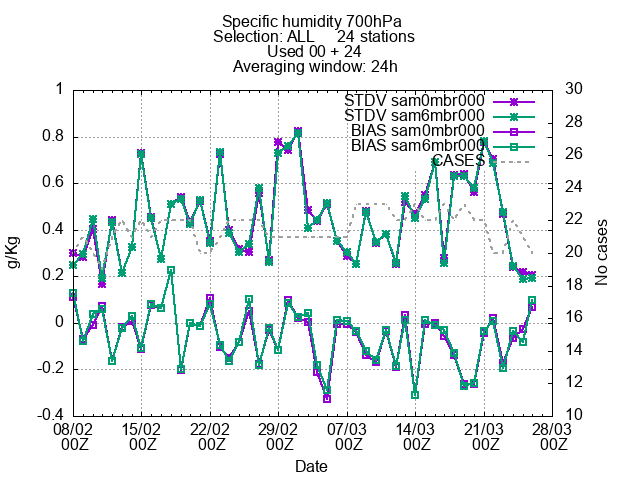 Specific humidity 700hPa
Selection: ALL 24 stations
Used 00 + 24
Averaging window: 24h
STDV sam0mbr000
STDV sam6mbr000
BIAS sam0mbr000
BIAS sam6mbr000
CASES
1
0.8
0.6
0.4
0.2
0
-0.2
-0.4
g/Kg
30
28
26
24
22
20
18
16
14
12
10
No cases
08/02 15/02 22/02 29/02 07/03 14/03 21/03 28/03
00Z 00Z 00Z 00Z 00Z 00Z 00Z 00Z
Date